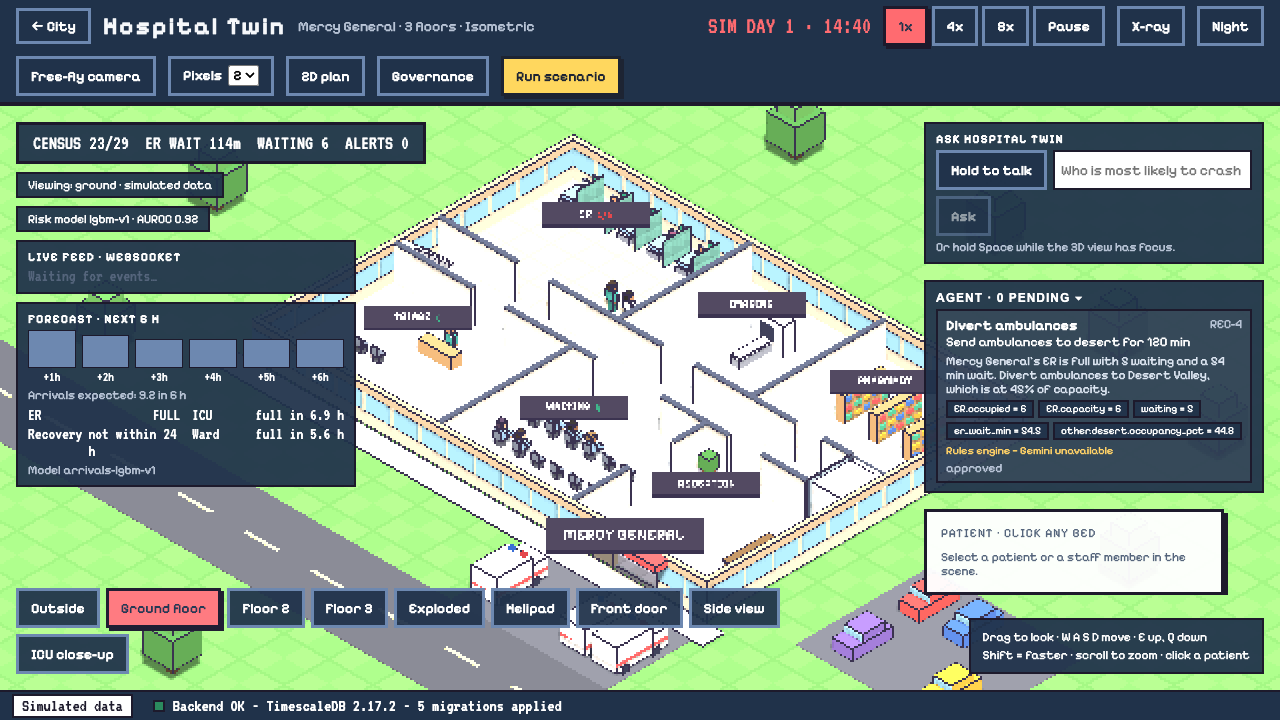 ← City
Hospital Twin
Mercy General · 3 floors · Isometric
SIM DAY 1 · 14:40
1x
4x
8x
Pause
X-ray
Night
Free-fly camera
Pixels 2
2D plan
Governance
Run scenario
CENSUS 23/29 ER WAIT 114m WAITING 6 ALERTS 0
Viewing: ground · simulated data
Risk model lgbm-v1 · AUROC 0.92
LIVE FEED · WEBSOCKET
Waiting for events…
FORECAST · NEXT 6 H
+1h +2h +3h +4h +5h +6h
Arrivals expected: 9.2 in 6 h
ER FULL ICU full in 6.9 h
Recovery not within 24 h Ward full in 5.6 h
Model arrivals-lgbm-v1
ER
TRIAGE
IMAGING
WAITING
MERCY GENERAL
ASK HOSPITAL TWIN
Hold to talk
Who is most likely to crash
Ask
Or hold Space while the 3D view has focus.
AGENT · 0 PENDING
Divert ambulances
REC-4
Send ambulances to desert for 120 min
Mercy General's ER is full with 5 waiting and a 54
min wait. Divert ambulances to Desert Valley,
which is at 45% of capacity.
ER.occupied = 6
ER.capacity = 6
waiting = 5
er.wait_min = 54.5
other.desert.occupancy_pct = 44.8
Rules engine - Gemini unavailable
approved
PATIENT · CLICK ANY BED
Select a patient or a staff member in the
scene.
Outside
Ground floor
Floor 2
Floor 3
Exploded
Helipad
Front door
Side view
ICU close-up
Drag to look · W A S D move · E up, Q down
Shift = faster · scroll to zoom · click a patient
Simulated data
Backend OK - TimescaleDB 2.17.2 - 5 migrations applied